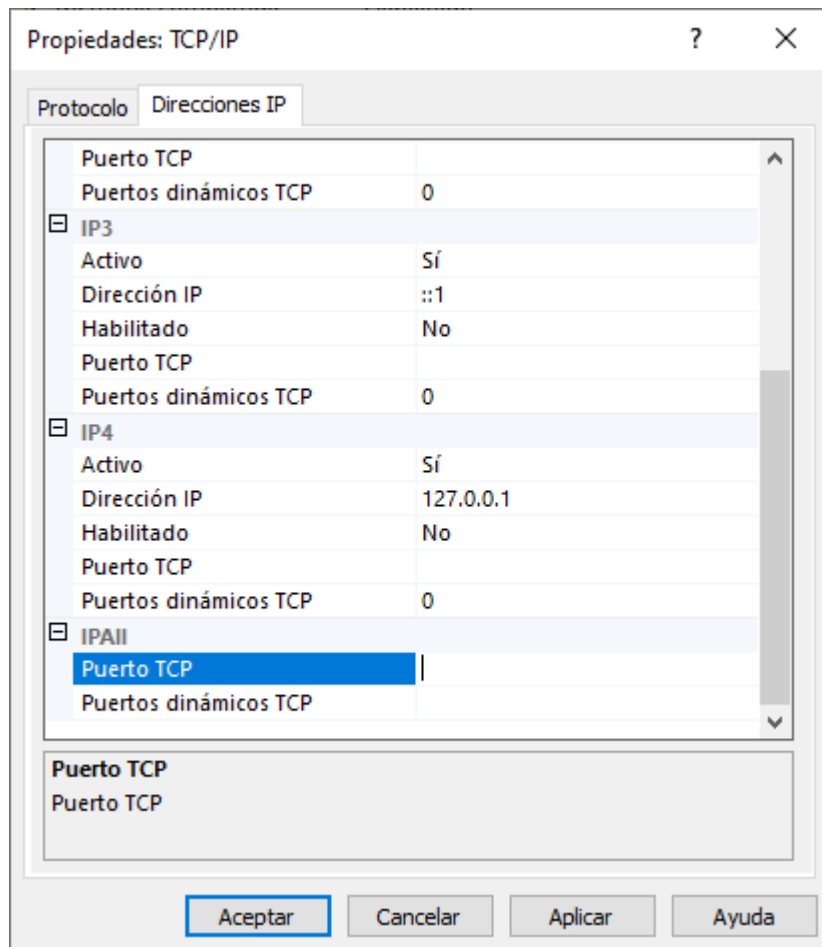 Propiedades: TCP/IP ?
Protocolo Direcciones IP
Puerto TCP
Puertos dinámicos TCP 0
IP3
Activo Sí
Dirección IP ::1
Habilitado No
Puerto TCP
Puertos dinámicos TCP 0
IP4
Activo Sí
Dirección IP 127.0.0.1
Habilitado No
Puerto TCP
Puertos dinámicos TCP 0
IPAll
Puerto TCP
Puertos dinámicos TCP
Puerto TCP
Puerto TCP
Aceptar Cancelar Aplicar Ayuda